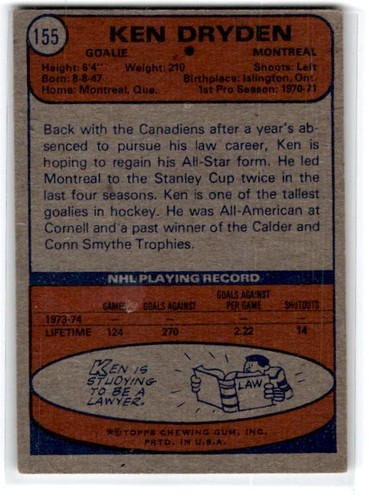 155
KEN DRYDEN
GOALIE ● MONTREAL
Height: 6'4" Weight: 210 Shoots: Left
Born: 8-8-47 Birthplace: Islington, Ont.
Home: Montreal, Que. 1st Pro Season: 1970-71
Back with the Canadiens after a year's ab-
senced to pursue his law career, Ken is
hoping to regain his All-Star form. He led
Montreal to the Stanley Cup twice in the
last four seasons. Ken is one of the tallest
goalies in hockey. He was All-American at
Cornell and a past winner of the Calder and
Conn Smythe Trophies.
NHL PLAYING RECORD
GAMES GOALS AGAINST GOALS AGAINST PER GAME SHUTOUTS
1973-74 — — — —
LIFETIME 124 270 2.22 14
KEN IS
STUDYING
TO BE A
LAWYER.
LAW
©TOPPS CHEWING GUM, INC.
PRTD. IN U.S.A.